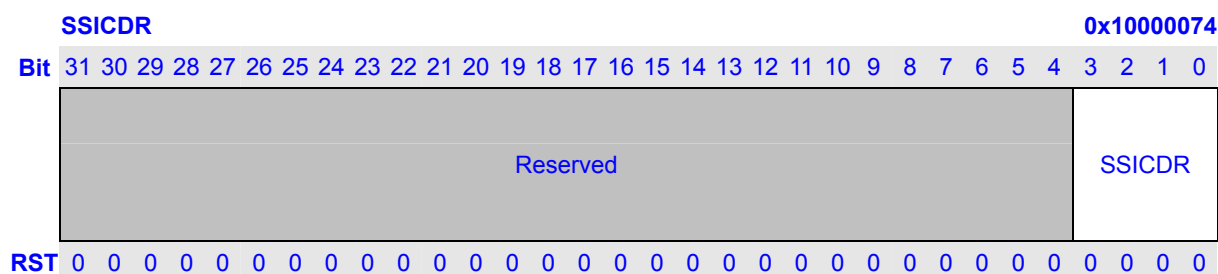 SSICDR 0x10000074
Bit 31 30 29 28 27 26 25 24 23 22 21 20 19 18 17 16 15 14 13 12 11 10 9 8 7 6 5 4 3 2 1 0
Reserved SSICDR
RST 0 0 0 0 0 0 0 0 0 0 0 0 0 0 0 0 0 0 0 0 0 0 0 0 0 0 0 0 0 0 0 0